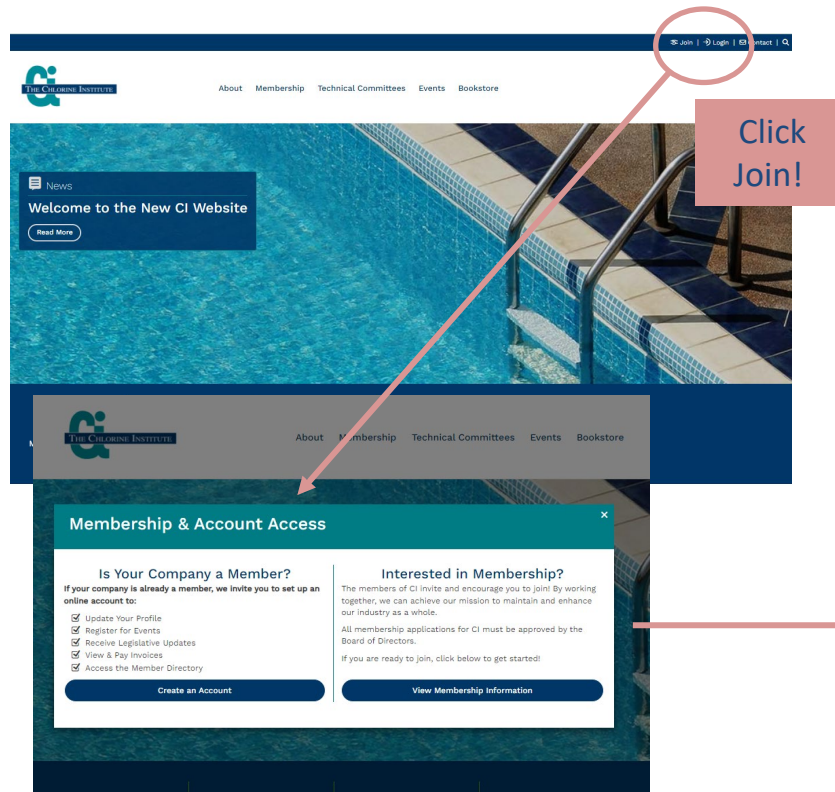 Join | Login | Contact |
THE CHLORINE INSTITUTE
About Membership Technical Committees Events Bookstore
Click
Join!
News
Welcome to the New CI Website
Read More
THE CHLORINE INSTITUTE
About Membership Technical Committees Events Bookstore
M
Membership & Account Access
×
Is Your Company a Member?
If your company is already a member, we invite you to set up an
online account to:
Update Your Profile
Register for Events
Receive Legislative Updates
View & Pay Invoices
Access the Member Directory
Create an Account
Interested in Membership?
The members of CI invite and encourage you to join! By working
together, we can achieve our mission to maintain and enhance
our industry as a whole.
All membership applications for CI must be approved by the
Board of Directors.
If you are ready to join, click below to get started!
View Membership Information